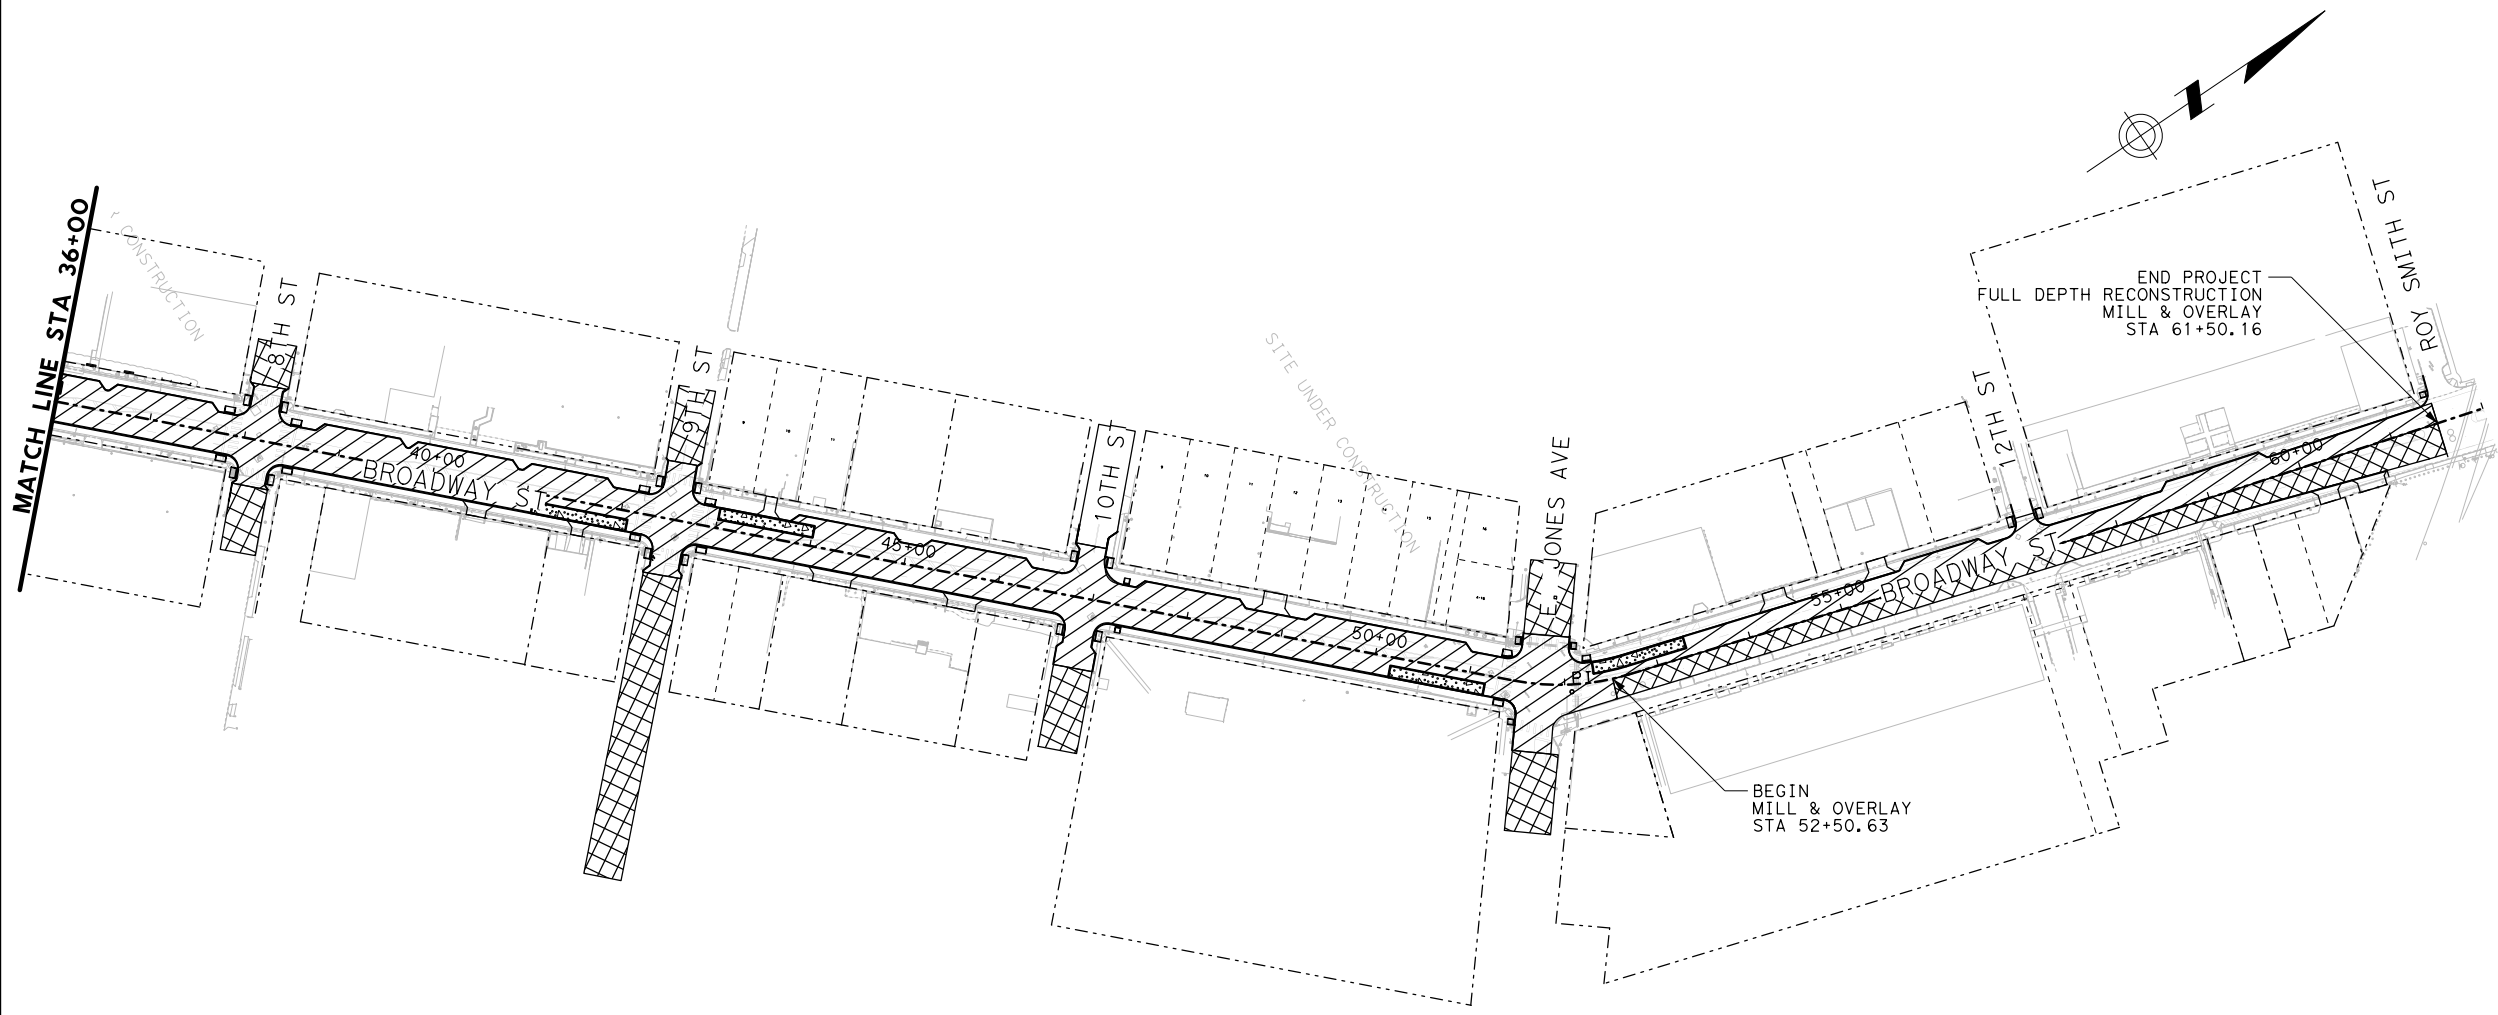 MATCH LINE STA 36+00
CONSTRUCTION
8TH ST
9TH ST
10TH ST
E. JONES AVE
12TH ST
ROY SMITH ST
SITE UNDER CONSTRUCTION
END PROJECT
FULL DEPTH RECONSTRUCTION
MILL & OVERLAY
STA 61+50.16
40+00
BROADWAY ST
45+00
50+00
PI
55+00
BROADWAY ST
60+00
BEGIN
MILL & OVERLAY
STA 52+50.63